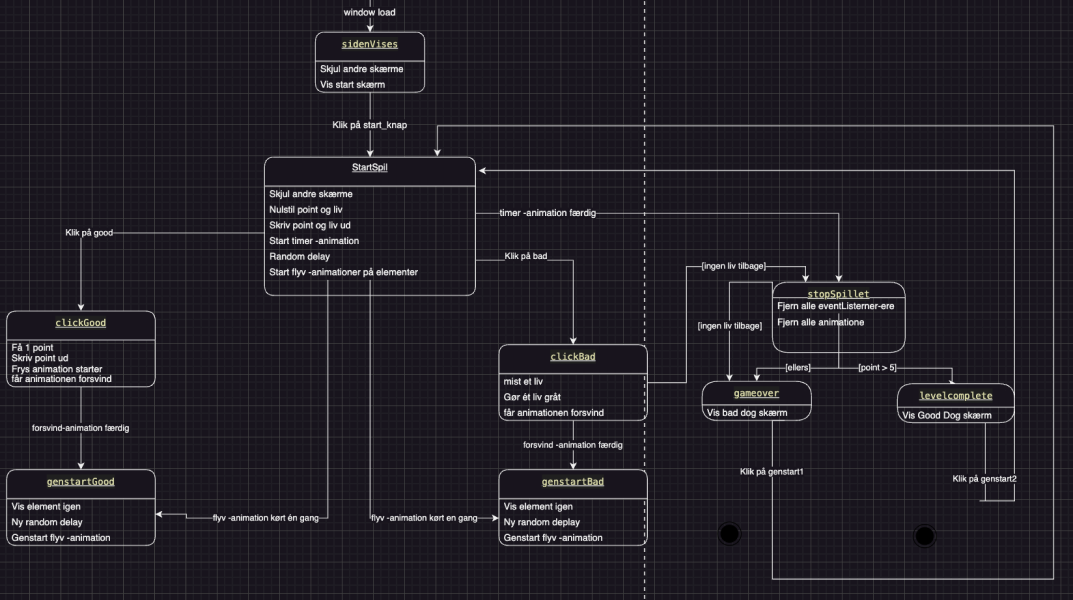 window load
sidenVises
Skjul andre skærme
Vis start skærm
Klik på start_knap
StartSpil
Skjul andre skærme
Nulstil point og liv
Skriv point og liv ud
Start timer -animation
Random delay
Start flyv -animationer på elementer
timer -animation færdig
Klik på good
Klik på bad
[ingen liv tilbage]
stopSpillet
Fjern alle eventListerner-ere
Fjern alle animatione
[ingen liv tilbage]
clickGood
Få 1 point
Skriv point ud
Frys animation starter
får animationen forsvind
clickBad
mist et liv
Gør ét liv gråt
får animationen forsvind
[ellers]
[point > 5]
gameover
Vis bad dog skærm
levelcomplete
Vis Good Dog skærm
forsvind-animation færdig
forsvind -animation færdig
Klik på genstart1
Klik på genstart2
genstartGood
Vis element igen
Ny random delay
Genstart flyv -animation
flyv -animation kørt én gang
flyv -animation kørt en gang
genstartBad
Vis element igen
Ny random deplay
Genstart flyv -animation